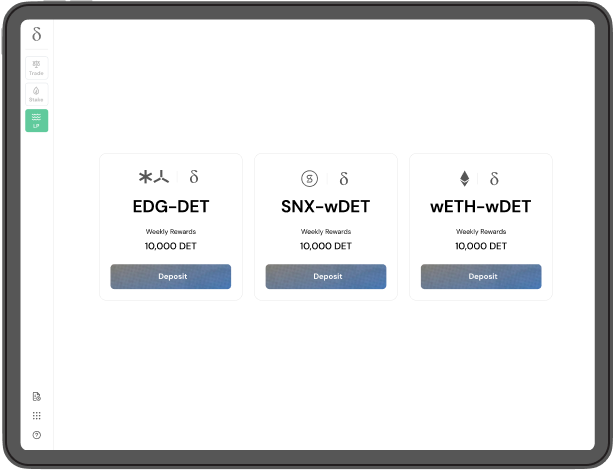 δ
Trade
Stake
LP
δ
EDG-DET
Weekly Rewards
10,000 DET
Deposit
δ
SNX-wDET
Weekly Rewards
10,000 DET
Deposit
δ
wETH-wDET
Weekly Rewards
10,000 DET
Deposit